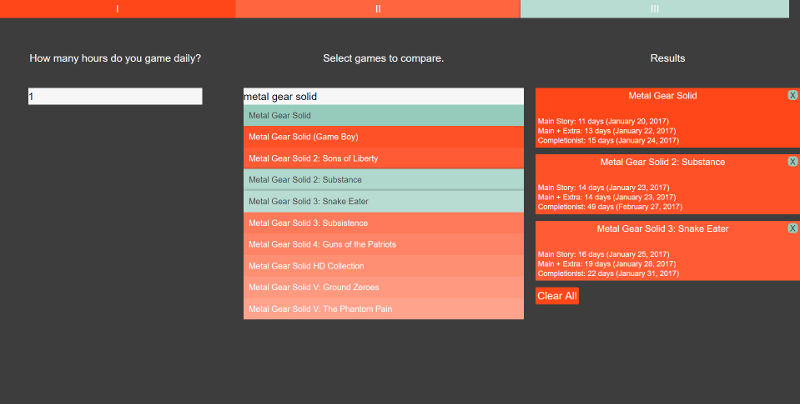 I
II
III
How many hours do you game daily?
1
Select games to compare.
metal gear solid
Metal Gear Solid
Metal Gear Solid (Game Boy)
Metal Gear Solid 2: Sons of Liberty
Metal Gear Solid 2: Substance
Metal Gear Solid 3: Snake Eater
Metal Gear Solid 3: Subsistence
Metal Gear Solid 4: Guns of the Patriots
Metal Gear Solid HD Collection
Metal Gear Solid V: Ground Zeroes
Metal Gear Solid V: The Phantom Pain
Results
Metal Gear Solid
X
Main Story: 11 days (January 20, 2017)
Main + Extra: 13 days (January 22, 2017)
Completionist: 15 days (January 24, 2017)
Metal Gear Solid 2: Substance
X
Main Story: 14 days (January 23, 2017)
Main + Extra: 14 days (January 23, 2017)
Completionist: 49 days (February 27, 2017)
Metal Gear Solid 3: Snake Eater
X
Main Story: 16 days (January 25, 2017)
Main + Extra: 19 days (January 28, 2017)
Completionist: 22 days (January 31, 2017)
Clear All